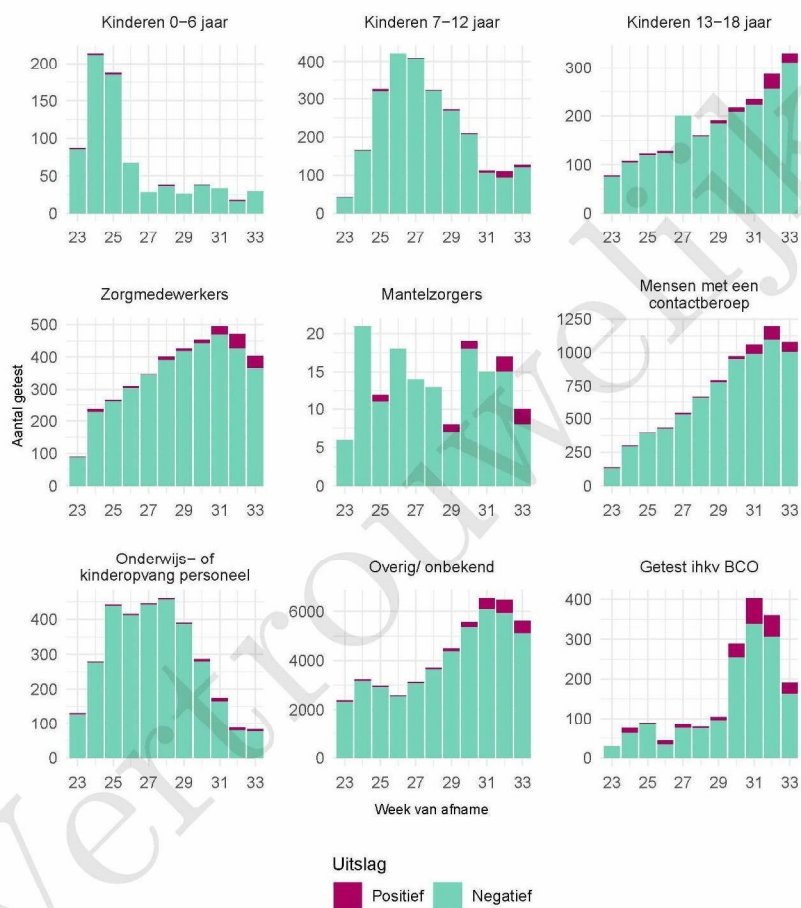 Kinderen 0−6 jaar
Kinderen 7−12 jaar
Kinderen 13−18 jaar
200
150
100
50
0
23 25 27 29 31 33
400
300
200
100
0
23 25 27 29 31 33
300
200
100
0
23 25 27 29 31 33
Zorgmedewerkers
Mantelzorgers
Mensen met een
contactberoep
Aantal getest
500
400
300
200
100
0
23 25 27 29 31 33
20
15
10
5
0
23 25 27 29 31 33
1250
1000
750
500
250
0
23 25 27 29 31 33
Onderwijs− of
kinderopvang personeel
Overig/ onbekend
Getest ihkv BCO
400
300
200
100
0
23 25 27 29 31 33
6000
4000
2000
0
23 25 27 29 31 33
400
300
200
100
0
23 25 27 29 31 33
Week van afname
Uitslag
Positief Negatief
Vertrouwelijk